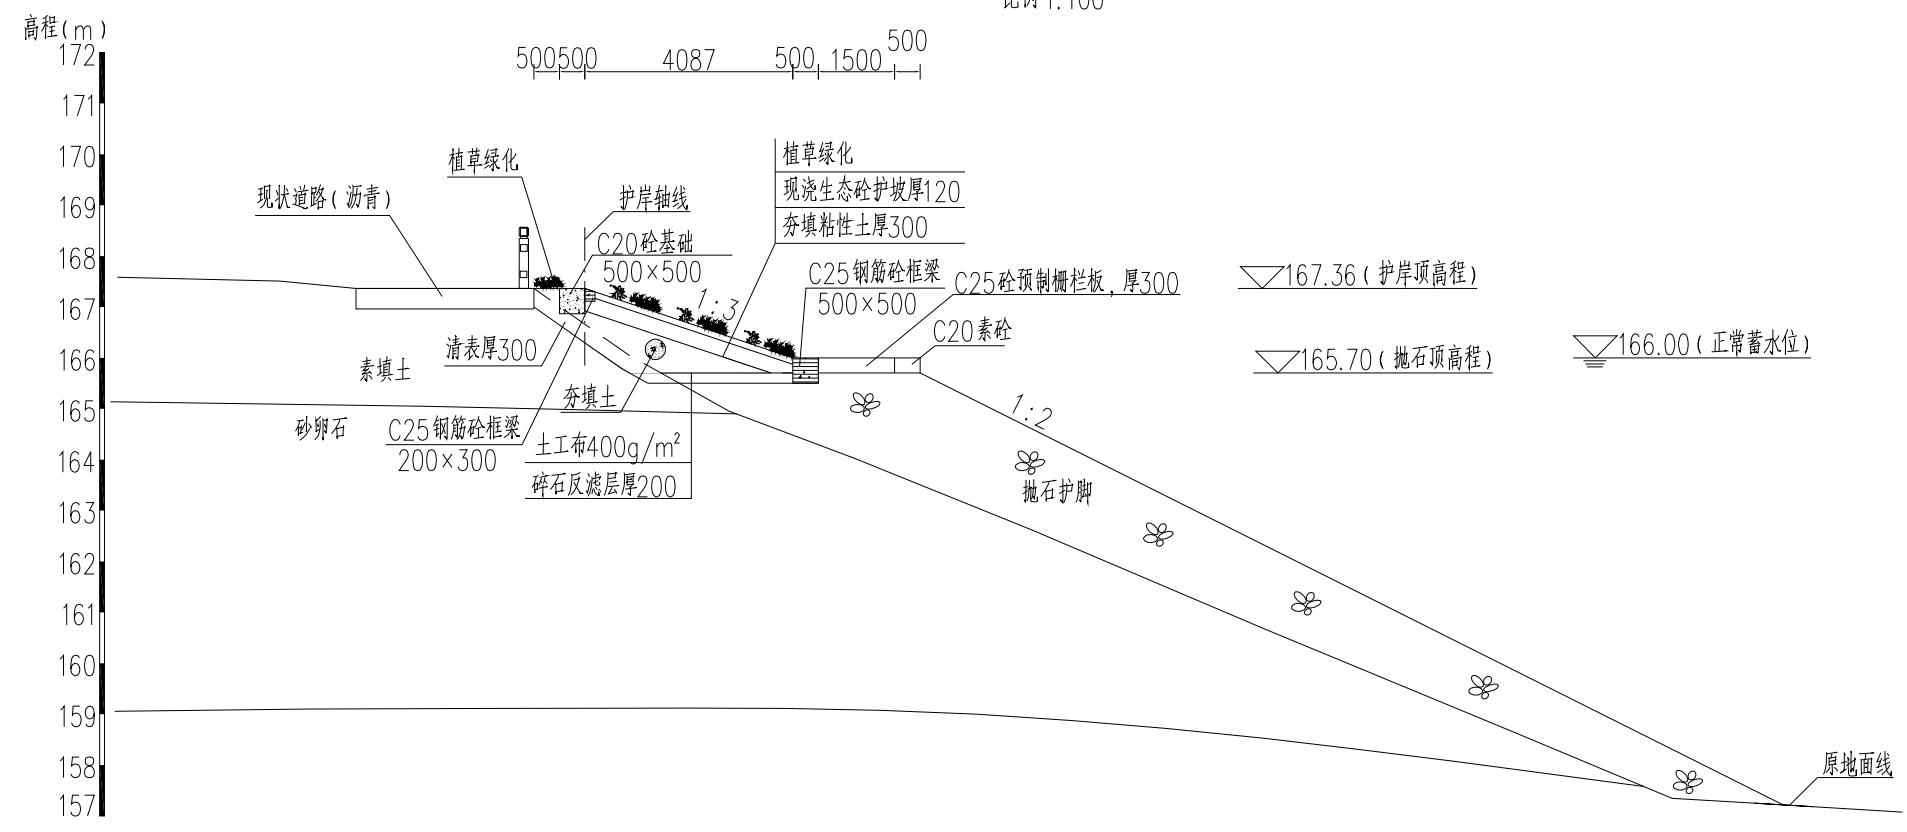 比例 1:100
高程(m)
172
171
170
169
168
167
166
165
164
163
162
161
160
159
158
157
500 500 4087 500 1500 500
植草绿化
现状道路(沥青)
护岸轴线
C20砼基础
500×500
植草绿化
现浇生态砼护坡厚120
夯填粘性土厚300
1:3
C25钢筋砼框梁
500×500
C25砼预制栅栏板,厚300
C20素砼
167.36(护岸顶高程)
165.70(抛石顶高程)
166.00(正常蓄水位)
清表厚300
素填土
夯填土
砂卵石
C25钢筋砼框梁
200×300
土工布400g/m²
碎石反滤层厚200
1:2
抛石护脚
原地面线